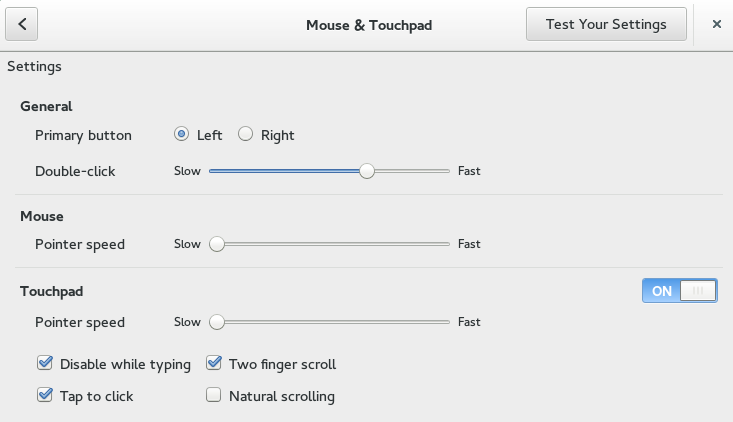 Mouse & Touchpad Test Your Settings
Settings
General
Primary button Left Right
Double-click Slow Fast
Mouse
Pointer speed Slow Fast
Touchpad ON
Pointer speed Slow Fast
Disable while typing Two finger scroll
Tap to click Natural scrolling